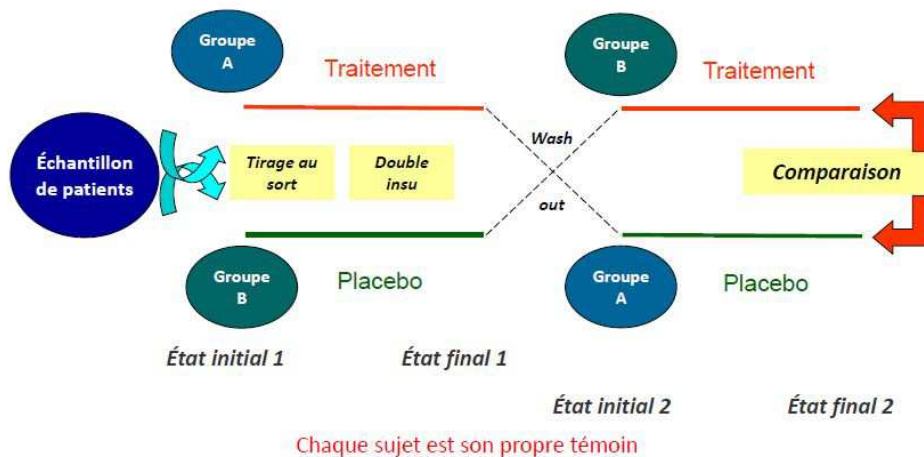 Groupe
A
Traitement
Groupe
B
Traitement
Échantillon
de patients
Tirage au
sort
Double
insu
Wash
out
Comparaison
Groupe
B
Placebo
Groupe
A
Placebo
État initial 1
État final 1
État initial 2
État final 2
Chaque sujet est son propre témoin